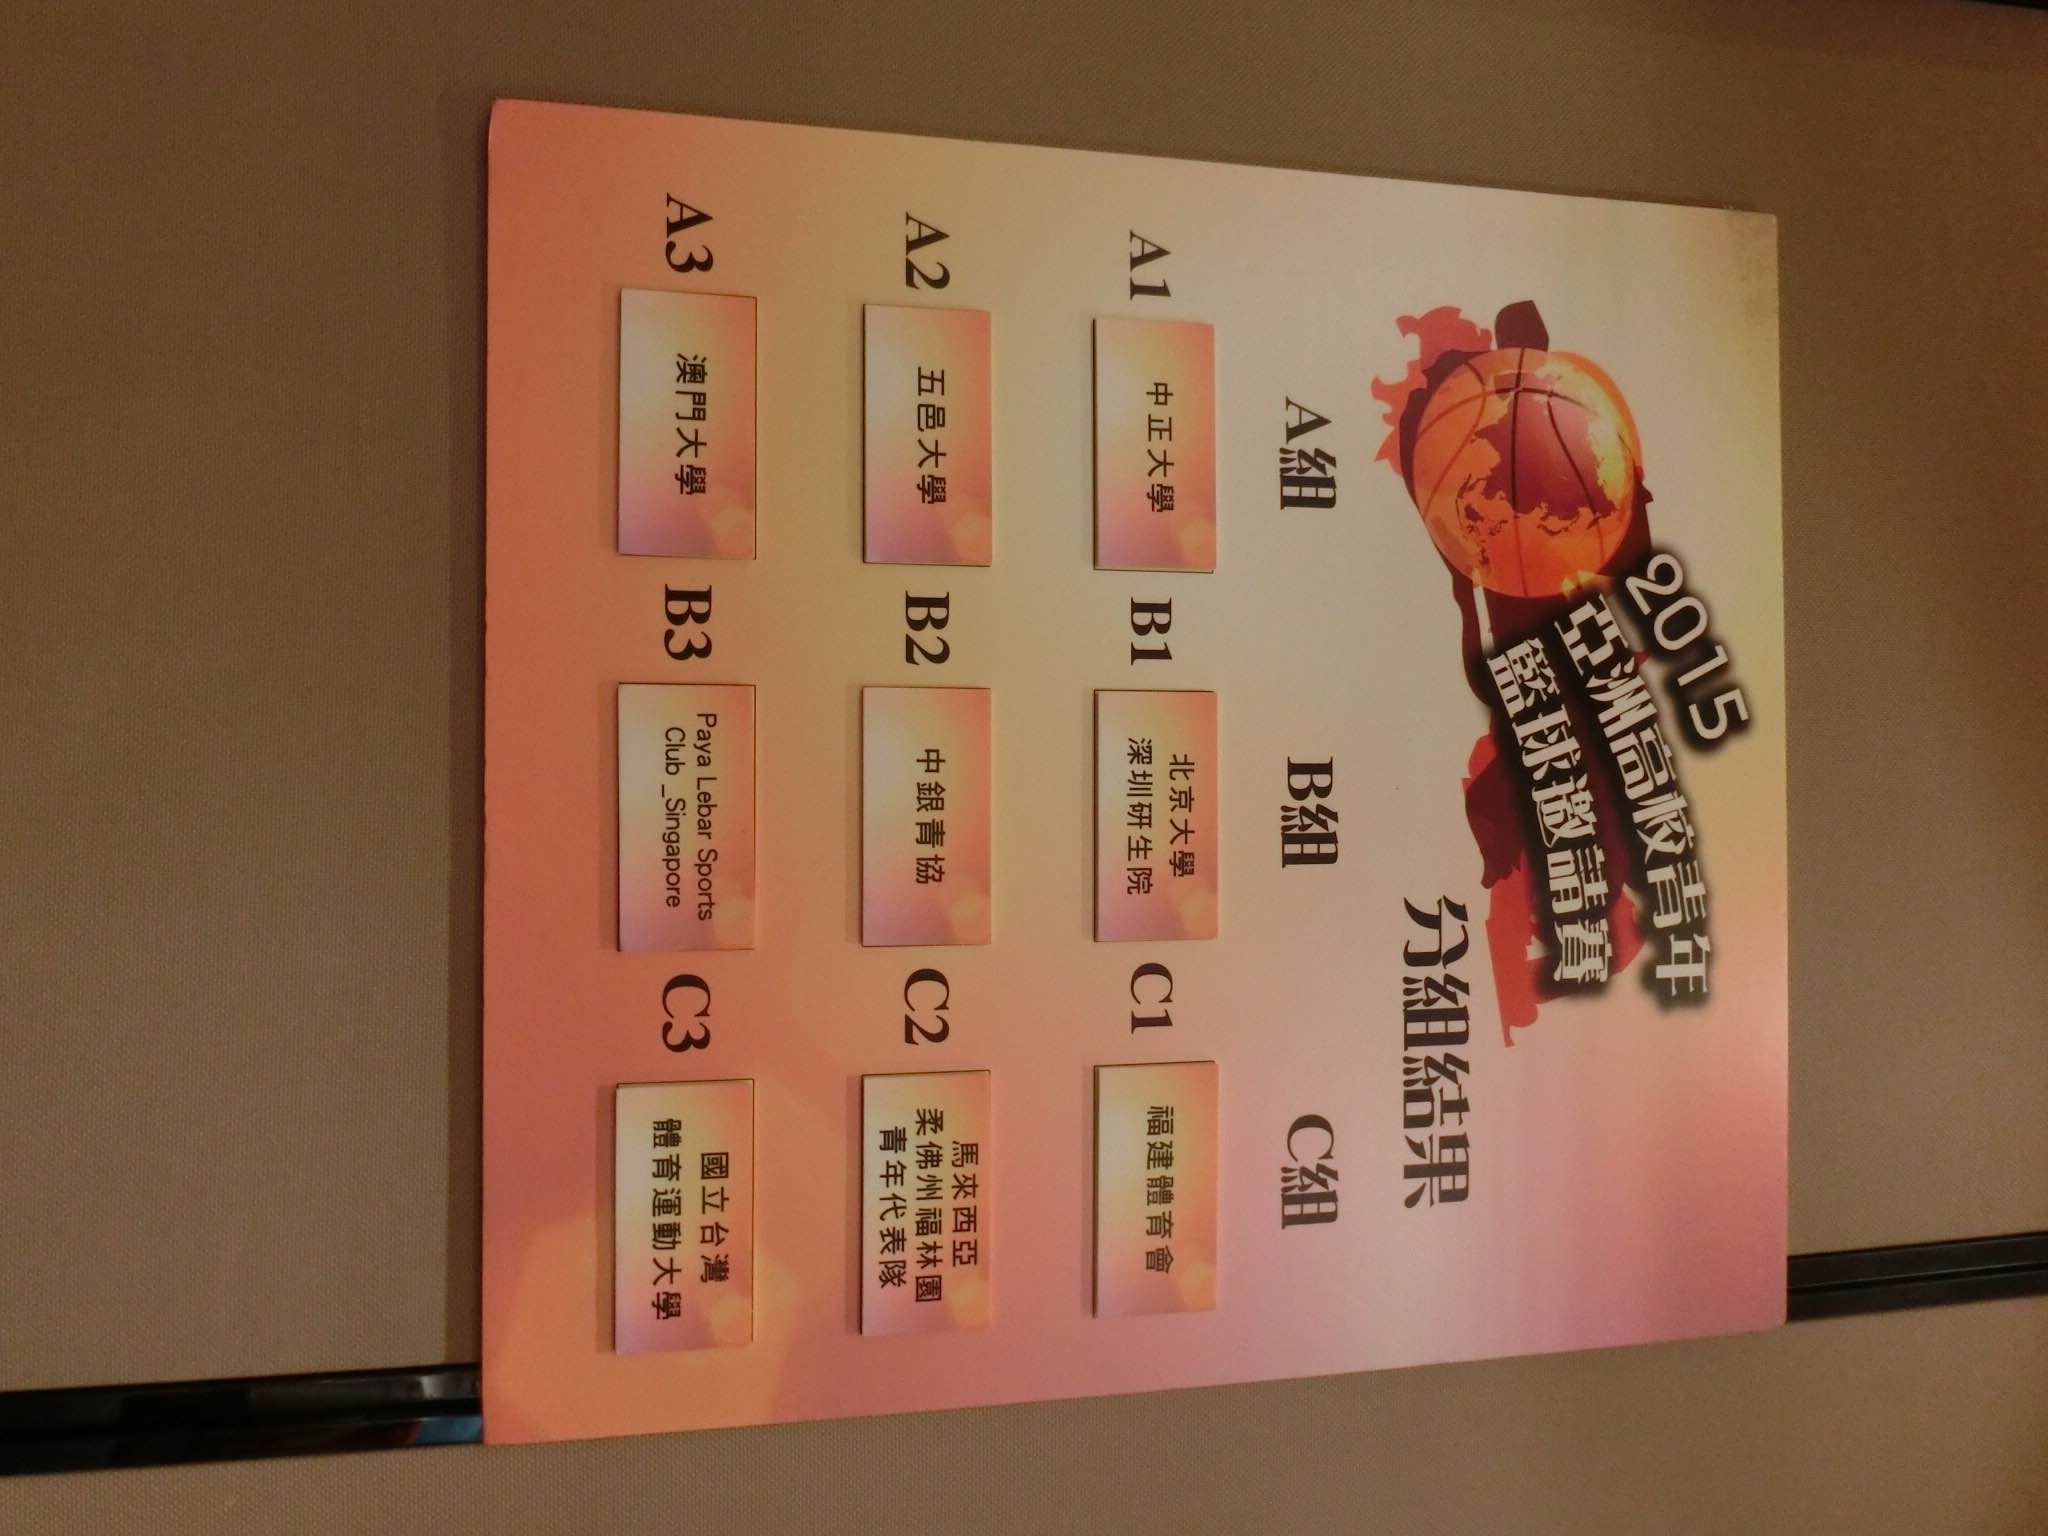 2015
亞洲高校青年
籃球邀請賽
分組結果
A組
B組
C組
A1
中正大學
B1
北京大學
深圳研生院
C1
福建體育會
A2
五邑大學
B2
中銀青協
C2
馬來西亞
柔佛州福林園
青年代表隊
A3
澳門大學
B3
Paya Lebar Sports
Club _Singapore
C3
國立台灣
體育運動大學